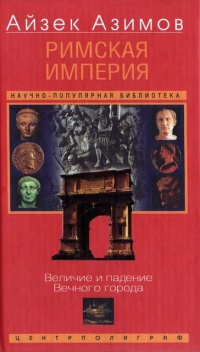 Айзек Азимов
РИМСКАЯ
ИМПЕРИЯ
НАУЧНО-ПОПУЛЯРНАЯ БИБЛИОТЕКА
Величие и падение
Вечного города
ЦЕНТРПОЛИГРАФ